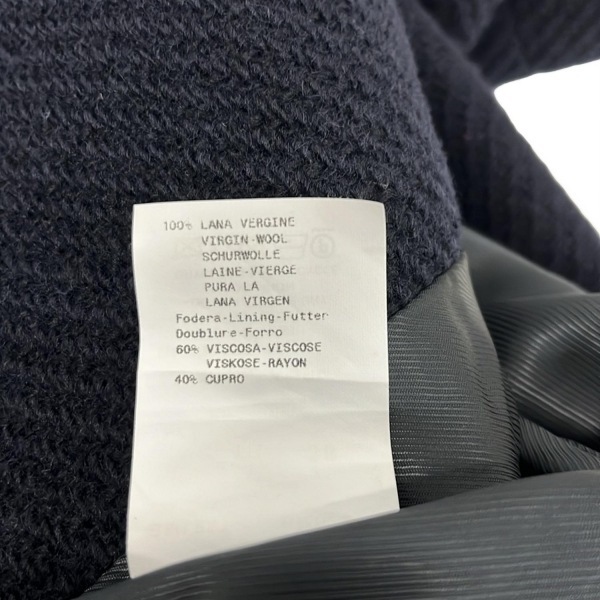 100% LANA VERGINE
VIRGIN-WOOL
SCHURWOLLE
LAINE-VIERGE
PURA LA
LANA VIRGEN
Fodera-Lining-Futter
Doublure-Forro
60% VISCOSA-VISCOSE
VISKOSE-RAYON
40% CUPRO